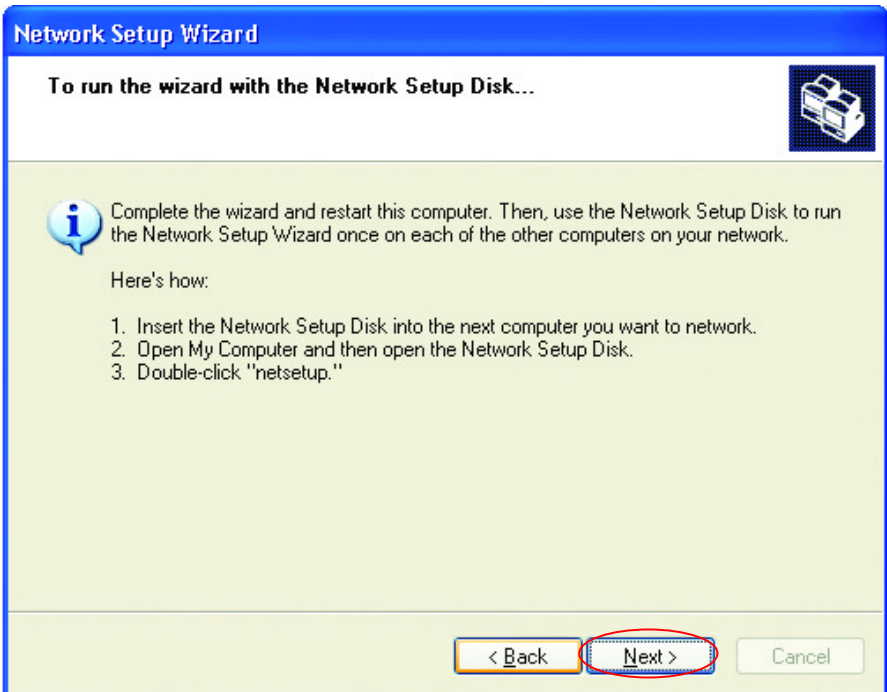 Network Setup Wizard
To run the wizard with the Network Setup Disk...
Complete the wizard and restart this computer. Then, use the Network Setup Disk to run
the Network Setup Wizard once on each of the other computers on your network.
Here's how:
1. Insert the Network Setup Disk into the next computer you want to network.
2. Open My Computer and then open the Network Setup Disk.
3. Double-click "netsetup."
< Back
Next >
Cancel